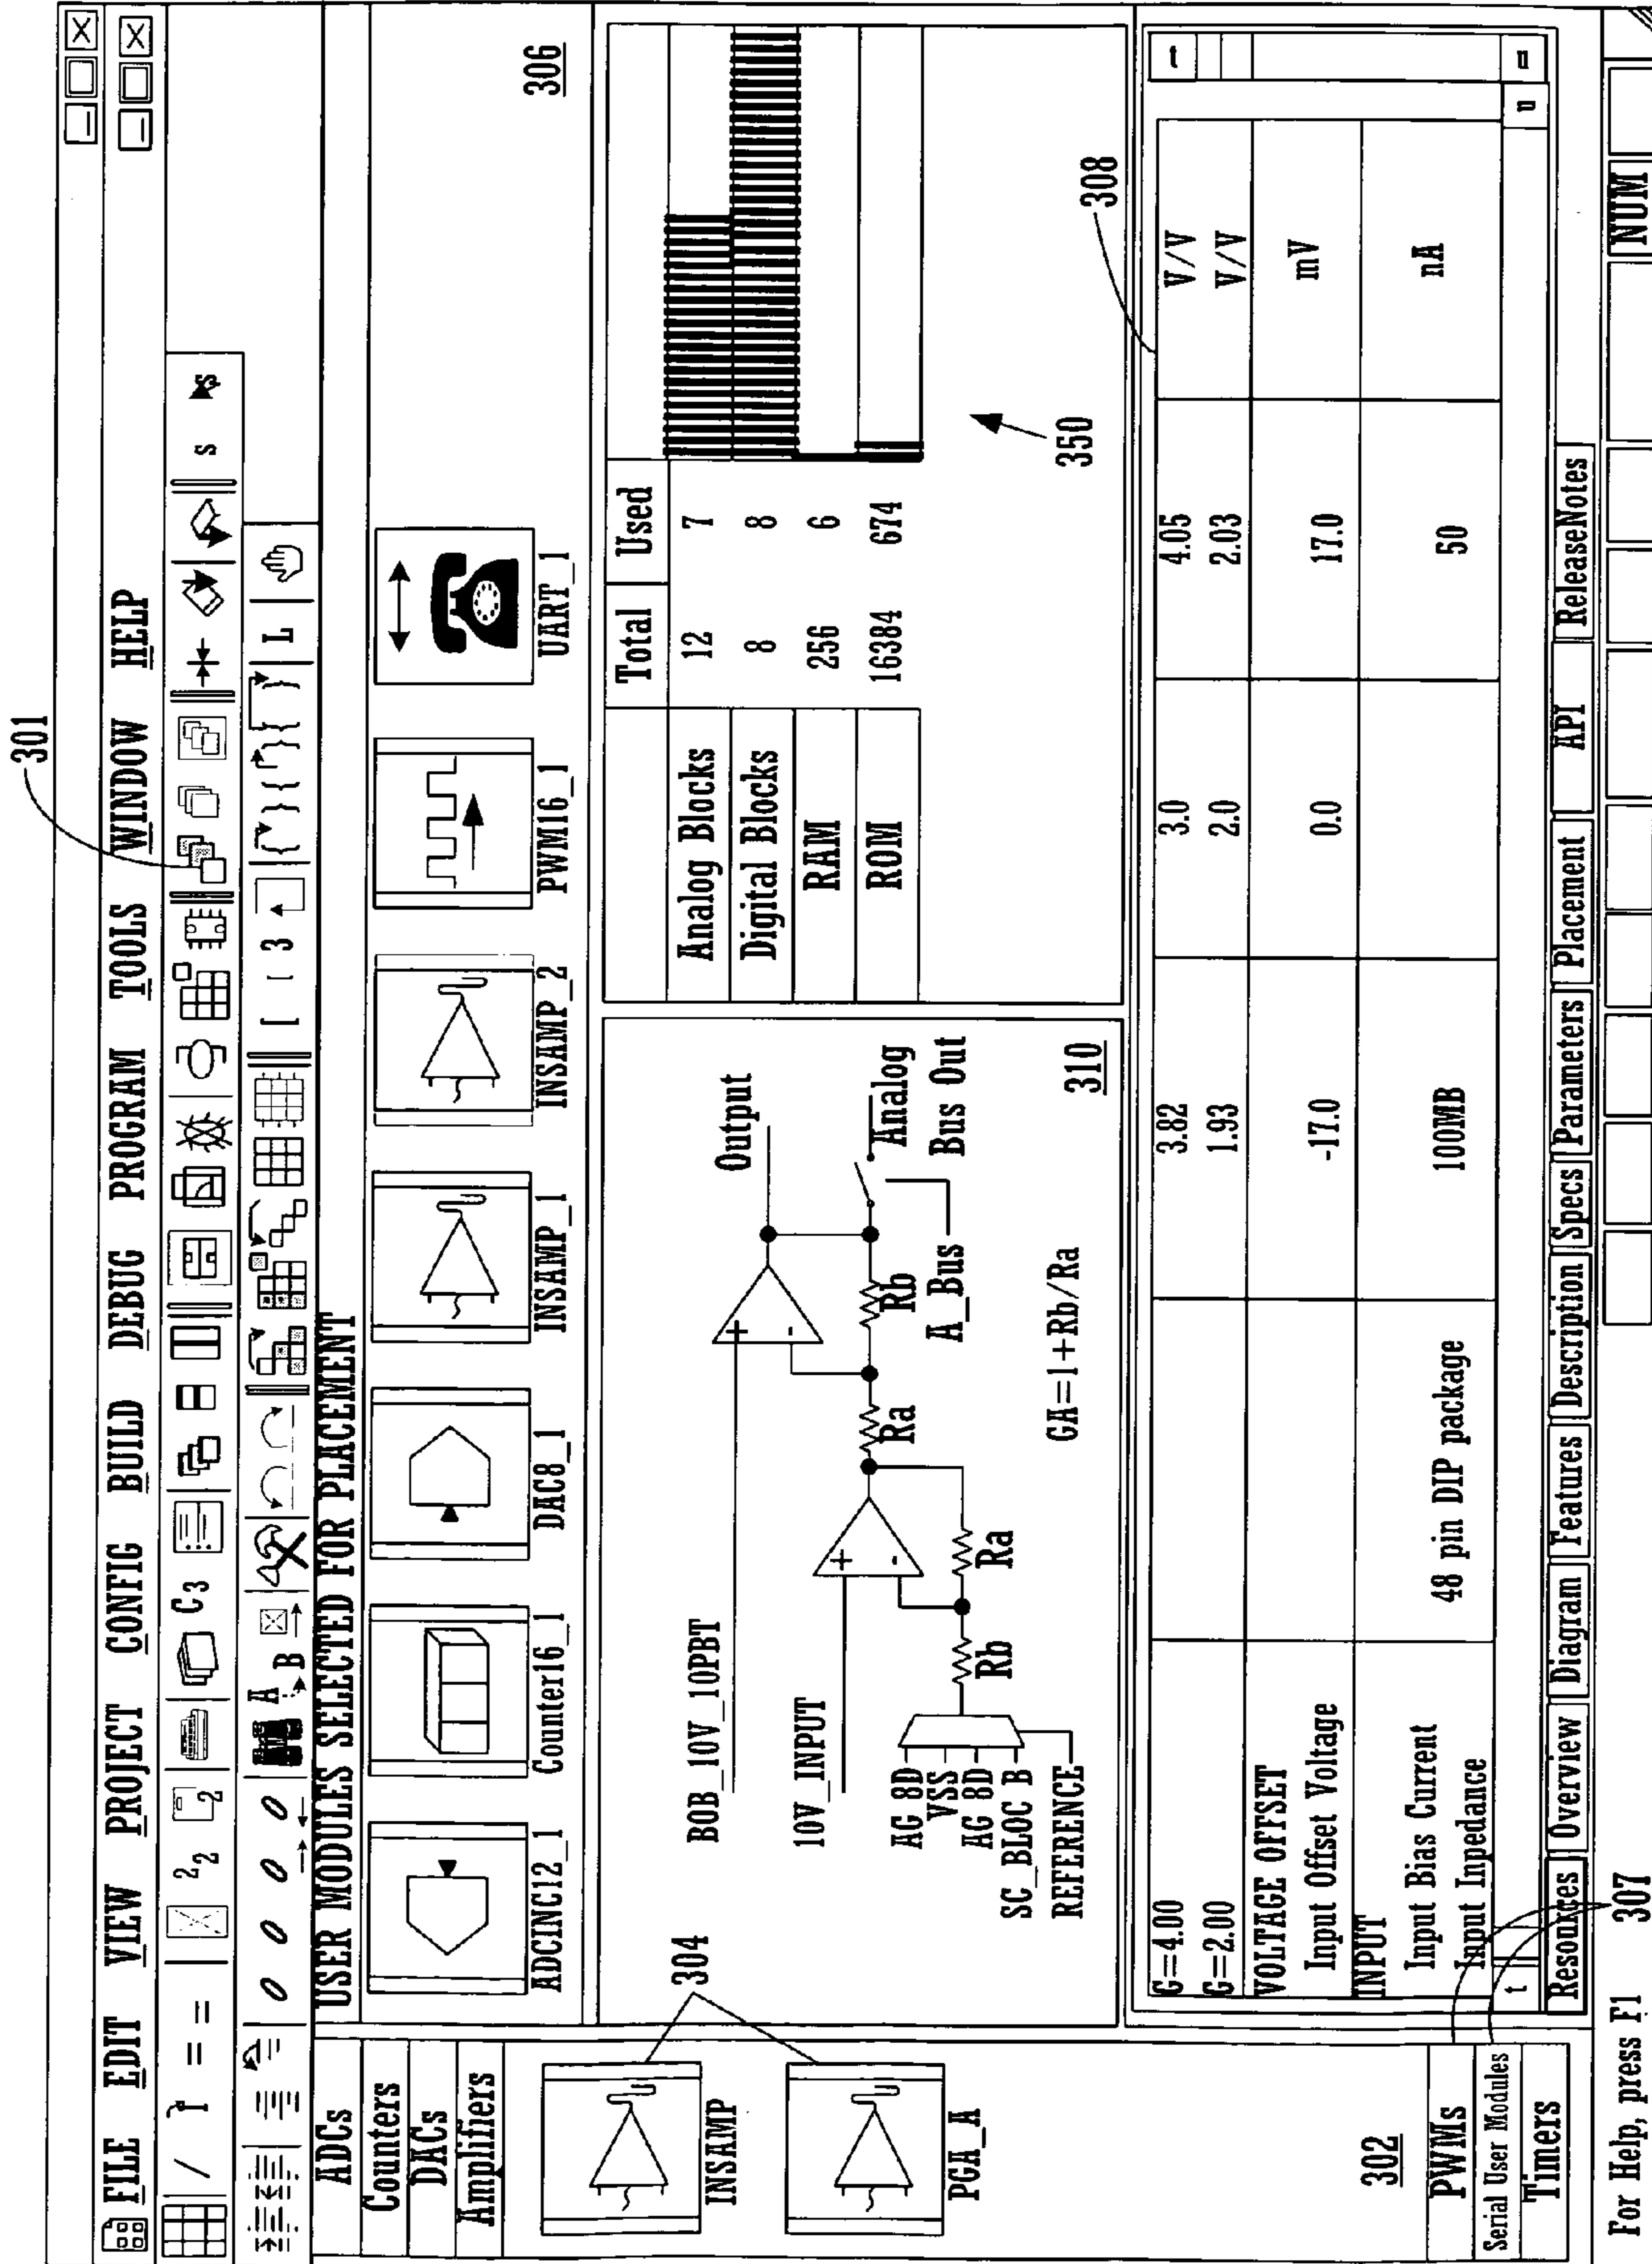 301
FILE EDIT VIEW PROJECT CONFIG BUILD DEBUG PROGRAM TOOLS WINDOW HELP
2 2 2 C 3 s s
A B [ [ 3 L
ADCs
Counters
DACs
Amplifiers
304
INSAMP
PGA_A
302
PWMs
Serial User Modules
Timers
USER MODULES SELECTED FOR PLACEMENT
ADCINC12_1 Counter16_1 DAC8_1 INSAMP_1 INSAMP_2 PWM16_1 UART_1
306
BOB_10V_10PBT
10V_INPUT
AG 8D
VSS
AG 8D
SC_BLOC B
REFERENCE
Rb
Ra
Ra
Rb
+
-
+
-
Output
Analog
Bus Out
A_Bus
GA=1+Rb/Ra
310
Total Used
Analog Blocks 12 7
Digital Blocks 8 8
RAM 256 6
ROM 16384 674
350
308
G=4.00 3.82 3.0 4.05 V/V
G=2.00 1.93 2.0 2.03 V/V
VOLTAGE OFFSET
Input Offset Voltage -17.0 0.0 17.0 mV
INPUT
Input Bias Current 48 pin DIP package 100MB 50 nA
Input Inpedance
t t u u
Resources Overview Diagram Features Description Specs Parameters Placement API ReleaseNotes
307
For Help, press F1 NUM